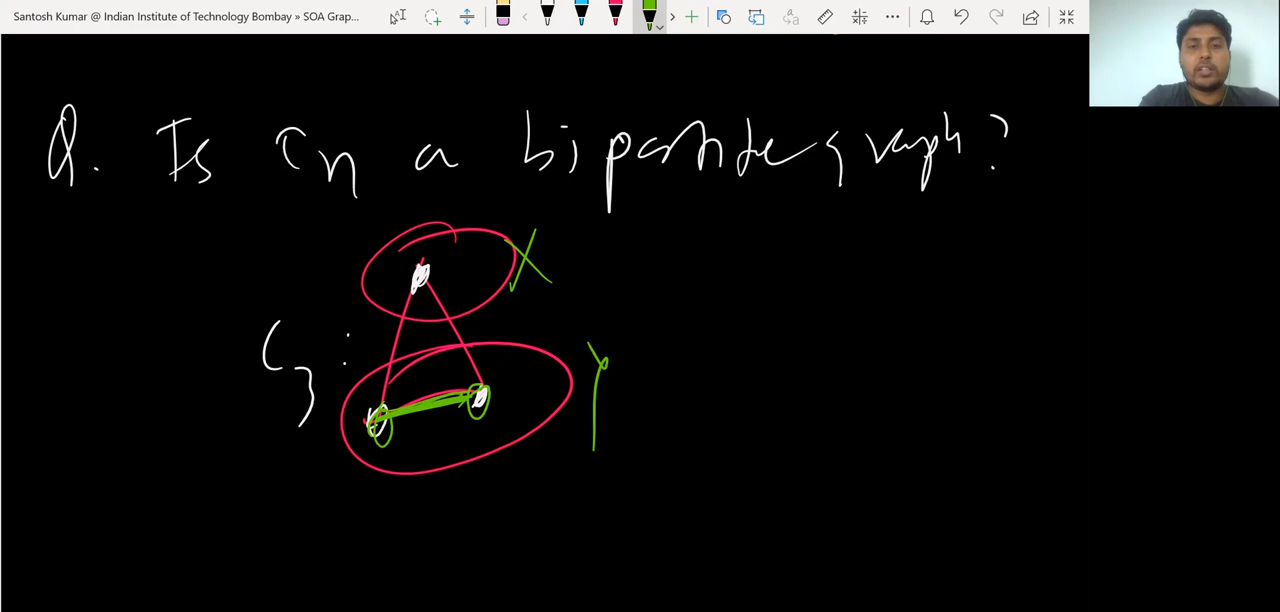 Santosh Kumar @ Indian Institute of Technology Bombay » SOA Grap...
Q. Is Cn a bipartite graph?
X
C3 :
Y